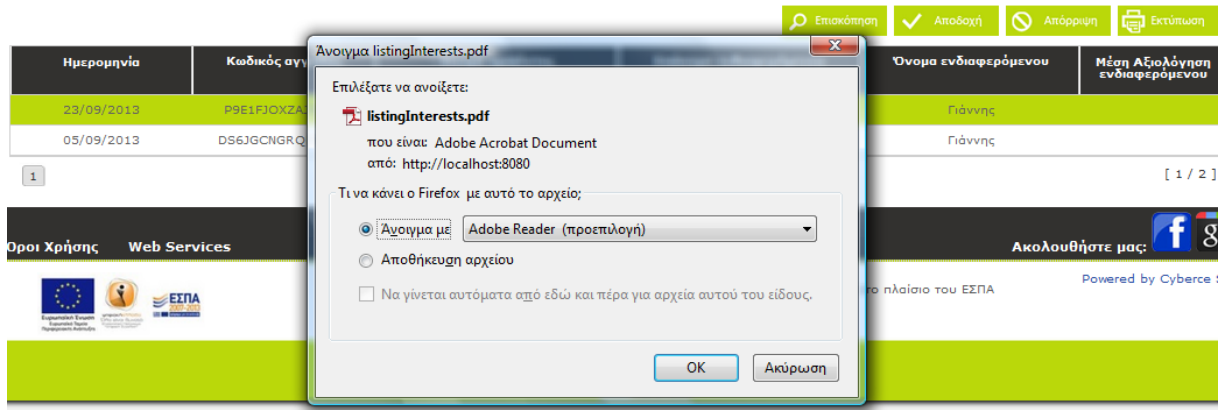 Επισκόπηση Αποδοχή Απόρριψη Εκτύπωση
Άνοιγμα listingInterests.pdf
Ημερομηνία Κωδικός αγγ Όνομα ενδιαφερόμενου Μέση Αξιολόγηση
ενδιαφερόμενου
Επιλέξατε να ανοίξετε:
23/09/2013 P9E1FJOXZA Γιάννης
listingInterests.pdf
05/09/2013 DS6JGCNGRQ Γιάννης
που είναι: Adobe Acrobat Document
από: http://localhost:8080
1 [ 1 / 2 ]
Τι να κάνει ο Firefox με αυτό το αρχείο;
Άνοιγμα με Adobe Reader (προεπιλογή)
Όροι Χρήσης Web Services Ακολουθήστε μας:
Αποθήκευση αρχείου
Να γίνεται αυτόματα από εδώ και πέρα για αρχεία αυτού του είδους.
το πλαίσιο του ΕΣΠΑ Powered by Cyberce
ΕΣΠΑ
2007-2013
Ευρωπαϊκή Ένωση
OK Ακύρωση